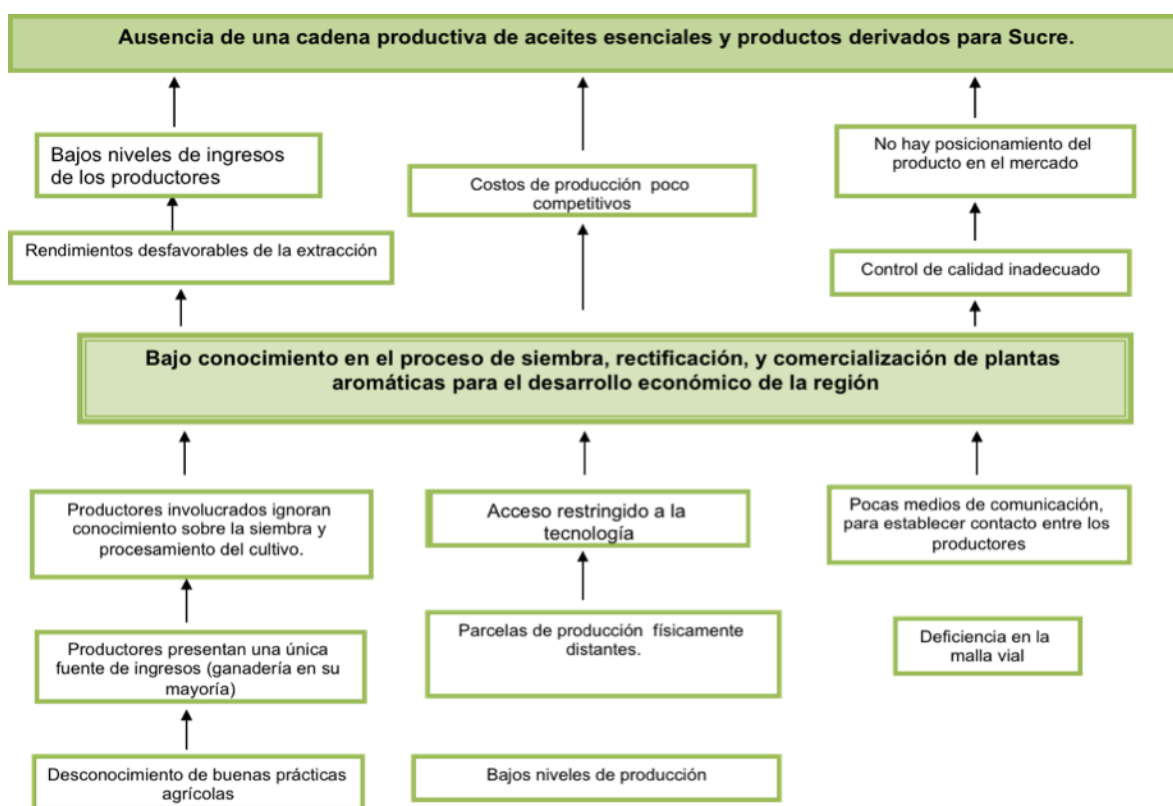 Ausencia de una cadena productiva de aceites esenciales y productos derivados para Sucre.
Bajos niveles de ingresos
de los productores
Costos de producción poco
competitivos
No hay posicionamiento del
producto en el mercado
Rendimientos desfavorables de la extracción
Control de calidad inadecuado
Bajo conocimiento en el proceso de siembra, rectificación, y comercialización de plantas
aromáticas para el desarrollo económico de la región
Productores involucrados ignoran
conocimiento sobre la siembra y
procesamiento del cultivo.
Acceso restringido a la
tecnología
Pocas medios de comunicación,
para establecer contacto entre los
productores
Productores presentan una única
fuente de ingresos (ganadería en su
mayoría)
Parcelas de producción físicamente
distantes.
Deficiencia en la
malla vial
Desconocimiento de buenas prácticas
agrícolas
Bajos niveles de producción